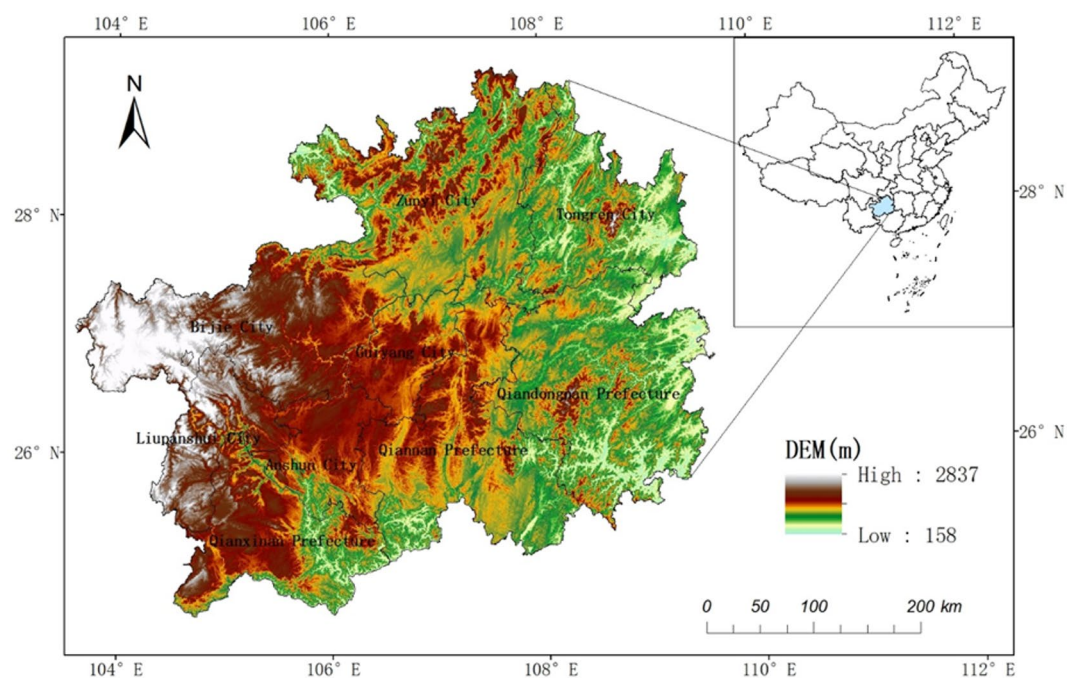 104° E 106° E 108° E 110° E 112° E
N
28° N
28° N
Zunyi City
Tongren City
Bijie City
Guiyang City
Qiandongnan Prefecture
Liupanshui City
Anshun City
Qiannan Prefecture
26° N
26° N
Qianxinan Prefecture
DEM(m)
High : 2837
Low : 158
0 50 100 200 km
104° E 106° E 108° E 110° E 112° E